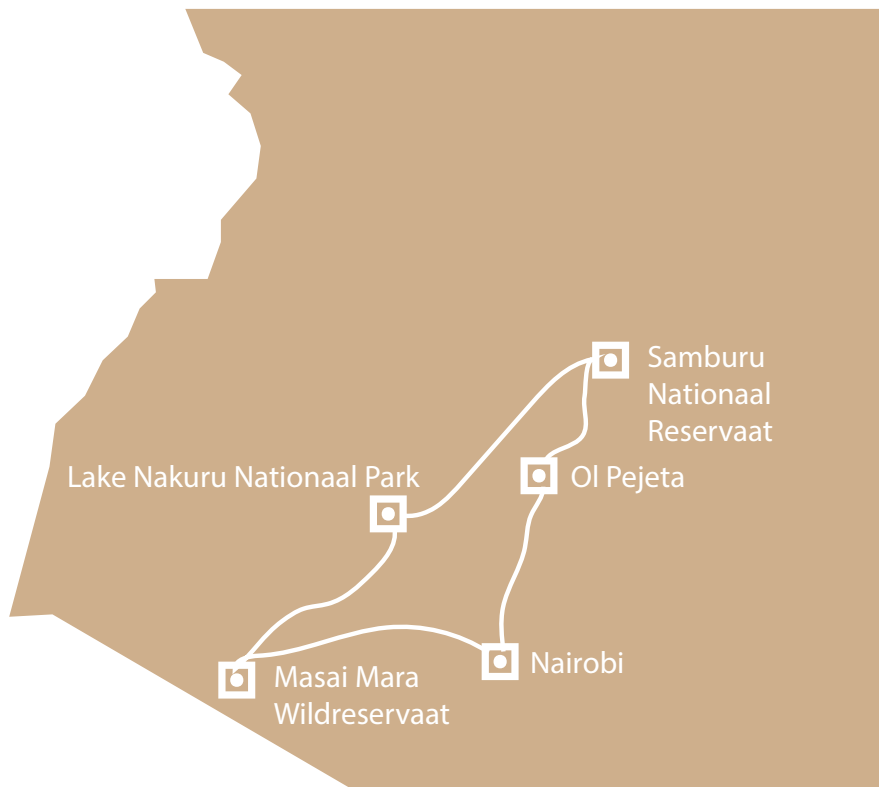 Samburu
Nationaal
Reservaat
Lake Nakuru Nationaal Park
Ol Pejeta
Nairobi
Masai Mara
Wildreservaat